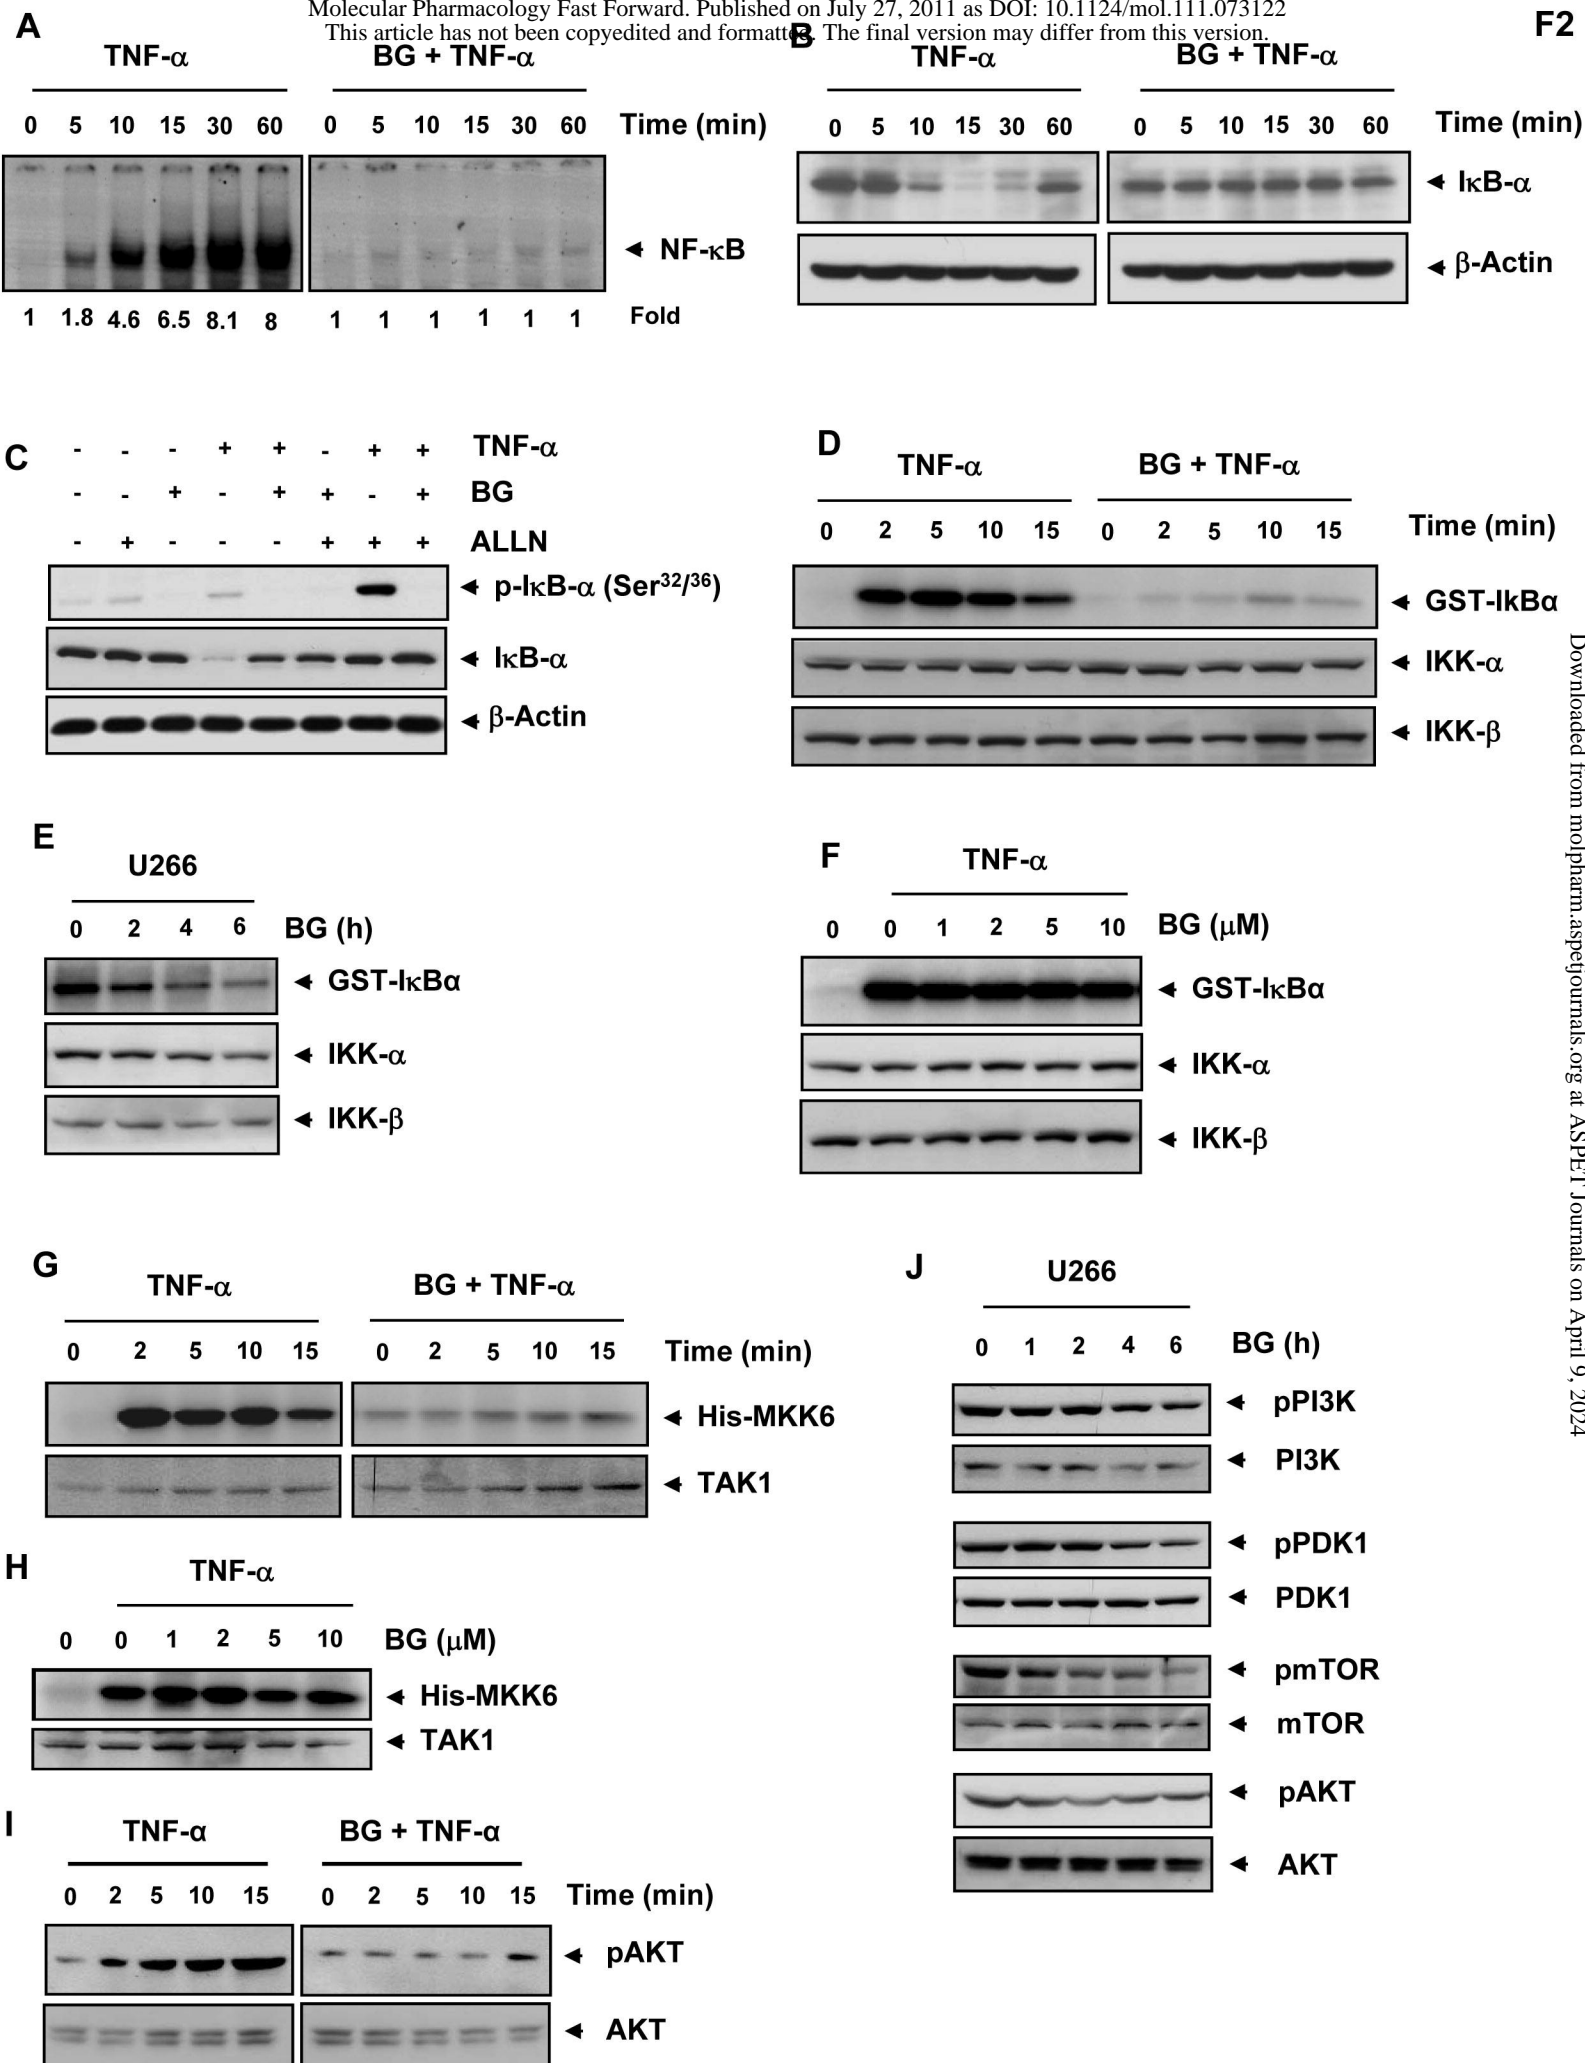 Molecular Pharmacology Fast Forward. Published on July 27, 2011 as DOI: 10.1124/mol.111.073122
This article has not been copyedited and formatted. The final version may differ from this version.
F2
A
TNF-α BG + TNF-α
0 5 10 15 30 60 0 5 10 15 30 60 Time (min)
NF-κB
1 1.8 4.6 6.5 8.1 8 1 1 1 1 1 1 Fold
B
TNF-α BG + TNF-α
0 5 10 15 30 60 0 5 10 15 30 60 Time (min)
IκB-α
β-Actin
C
- - - + + - + + TNF-α
- - + - + + - + BG
- + - - - + + + ALLN
p-IκB-α (Ser32/36)
IκB-α
β-Actin
D
TNF-α BG + TNF-α
0 2 5 10 15 0 2 5 10 15 Time (min)
GST-IkBα
IKK-α
IKK-β
E
U266
0 2 4 6 BG (h)
GST-IκBα
IKK-α
IKK-β
F
TNF-α
0 0 1 2 5 10 BG (μM)
GST-IκBα
IKK-α
IKK-β
G
TNF-α BG + TNF-α
0 2 5 10 15 0 2 5 10 15 Time (min)
His-MKK6
TAK1
H
TNF-α
0 0 1 2 5 10 BG (μM)
His-MKK6
TAK1
I
TNF-α BG + TNF-α
0 2 5 10 15 0 2 5 10 15 Time (min)
pAKT
AKT
J
U266
0 1 2 4 6 BG (h)
pPI3K
PI3K
pPDK1
PDK1
pmTOR
mTOR
pAKT
AKT
Downloaded from molpharm.aspetjournals.org at ASPET Journals on April 9, 2024